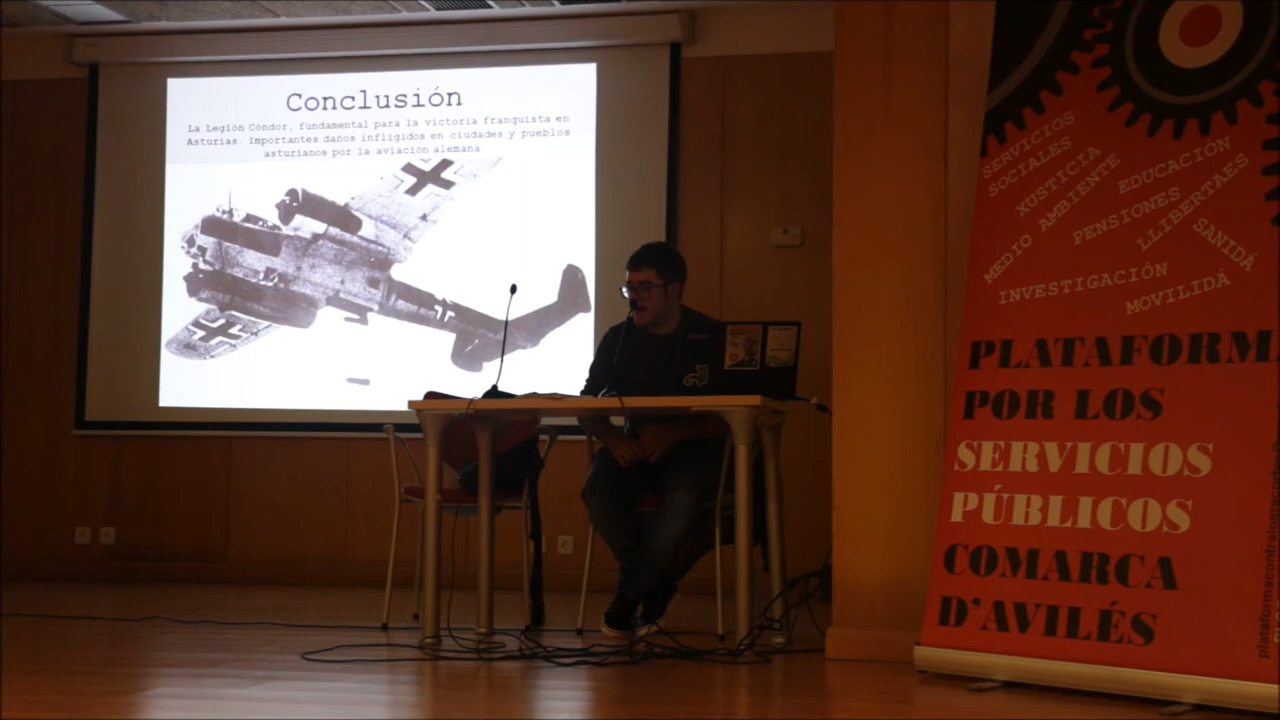 Conclusión
La Legión Cóndor, fundamental para la victoria franquista en
Asturias. Importantes daños infligidos en ciudades y pueblos
asturianos por la aviación alemana
SERVICIOS
SOCIALES
XUSTICIA
MEDIO AMBIENTE
EDUCACIÓN
PENSIONES
LLIBERTAES
SANIDÁ
INVESTIGACIÓN
MOVILIDÁ
PLATAFORM
POR LOS
SERVICIOS
PÚBLICOS
COMARCA
D'AVILÉS